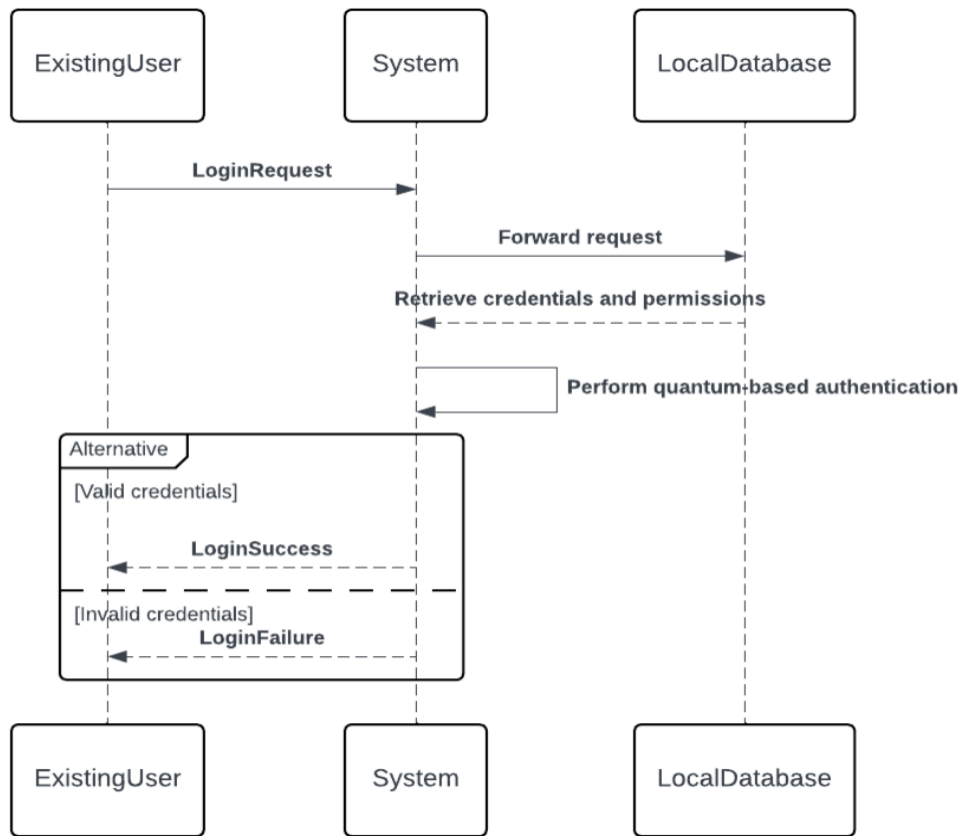 ExistingUser
System
LocalDatabase
LoginRequest
Forward request
Retrieve credentials and permissions
Perform quantum-based authentication
Alternative
[Valid credentials]
LoginSuccess
[Invalid credentials]
LoginFailure
ExistingUser
System
LocalDatabase